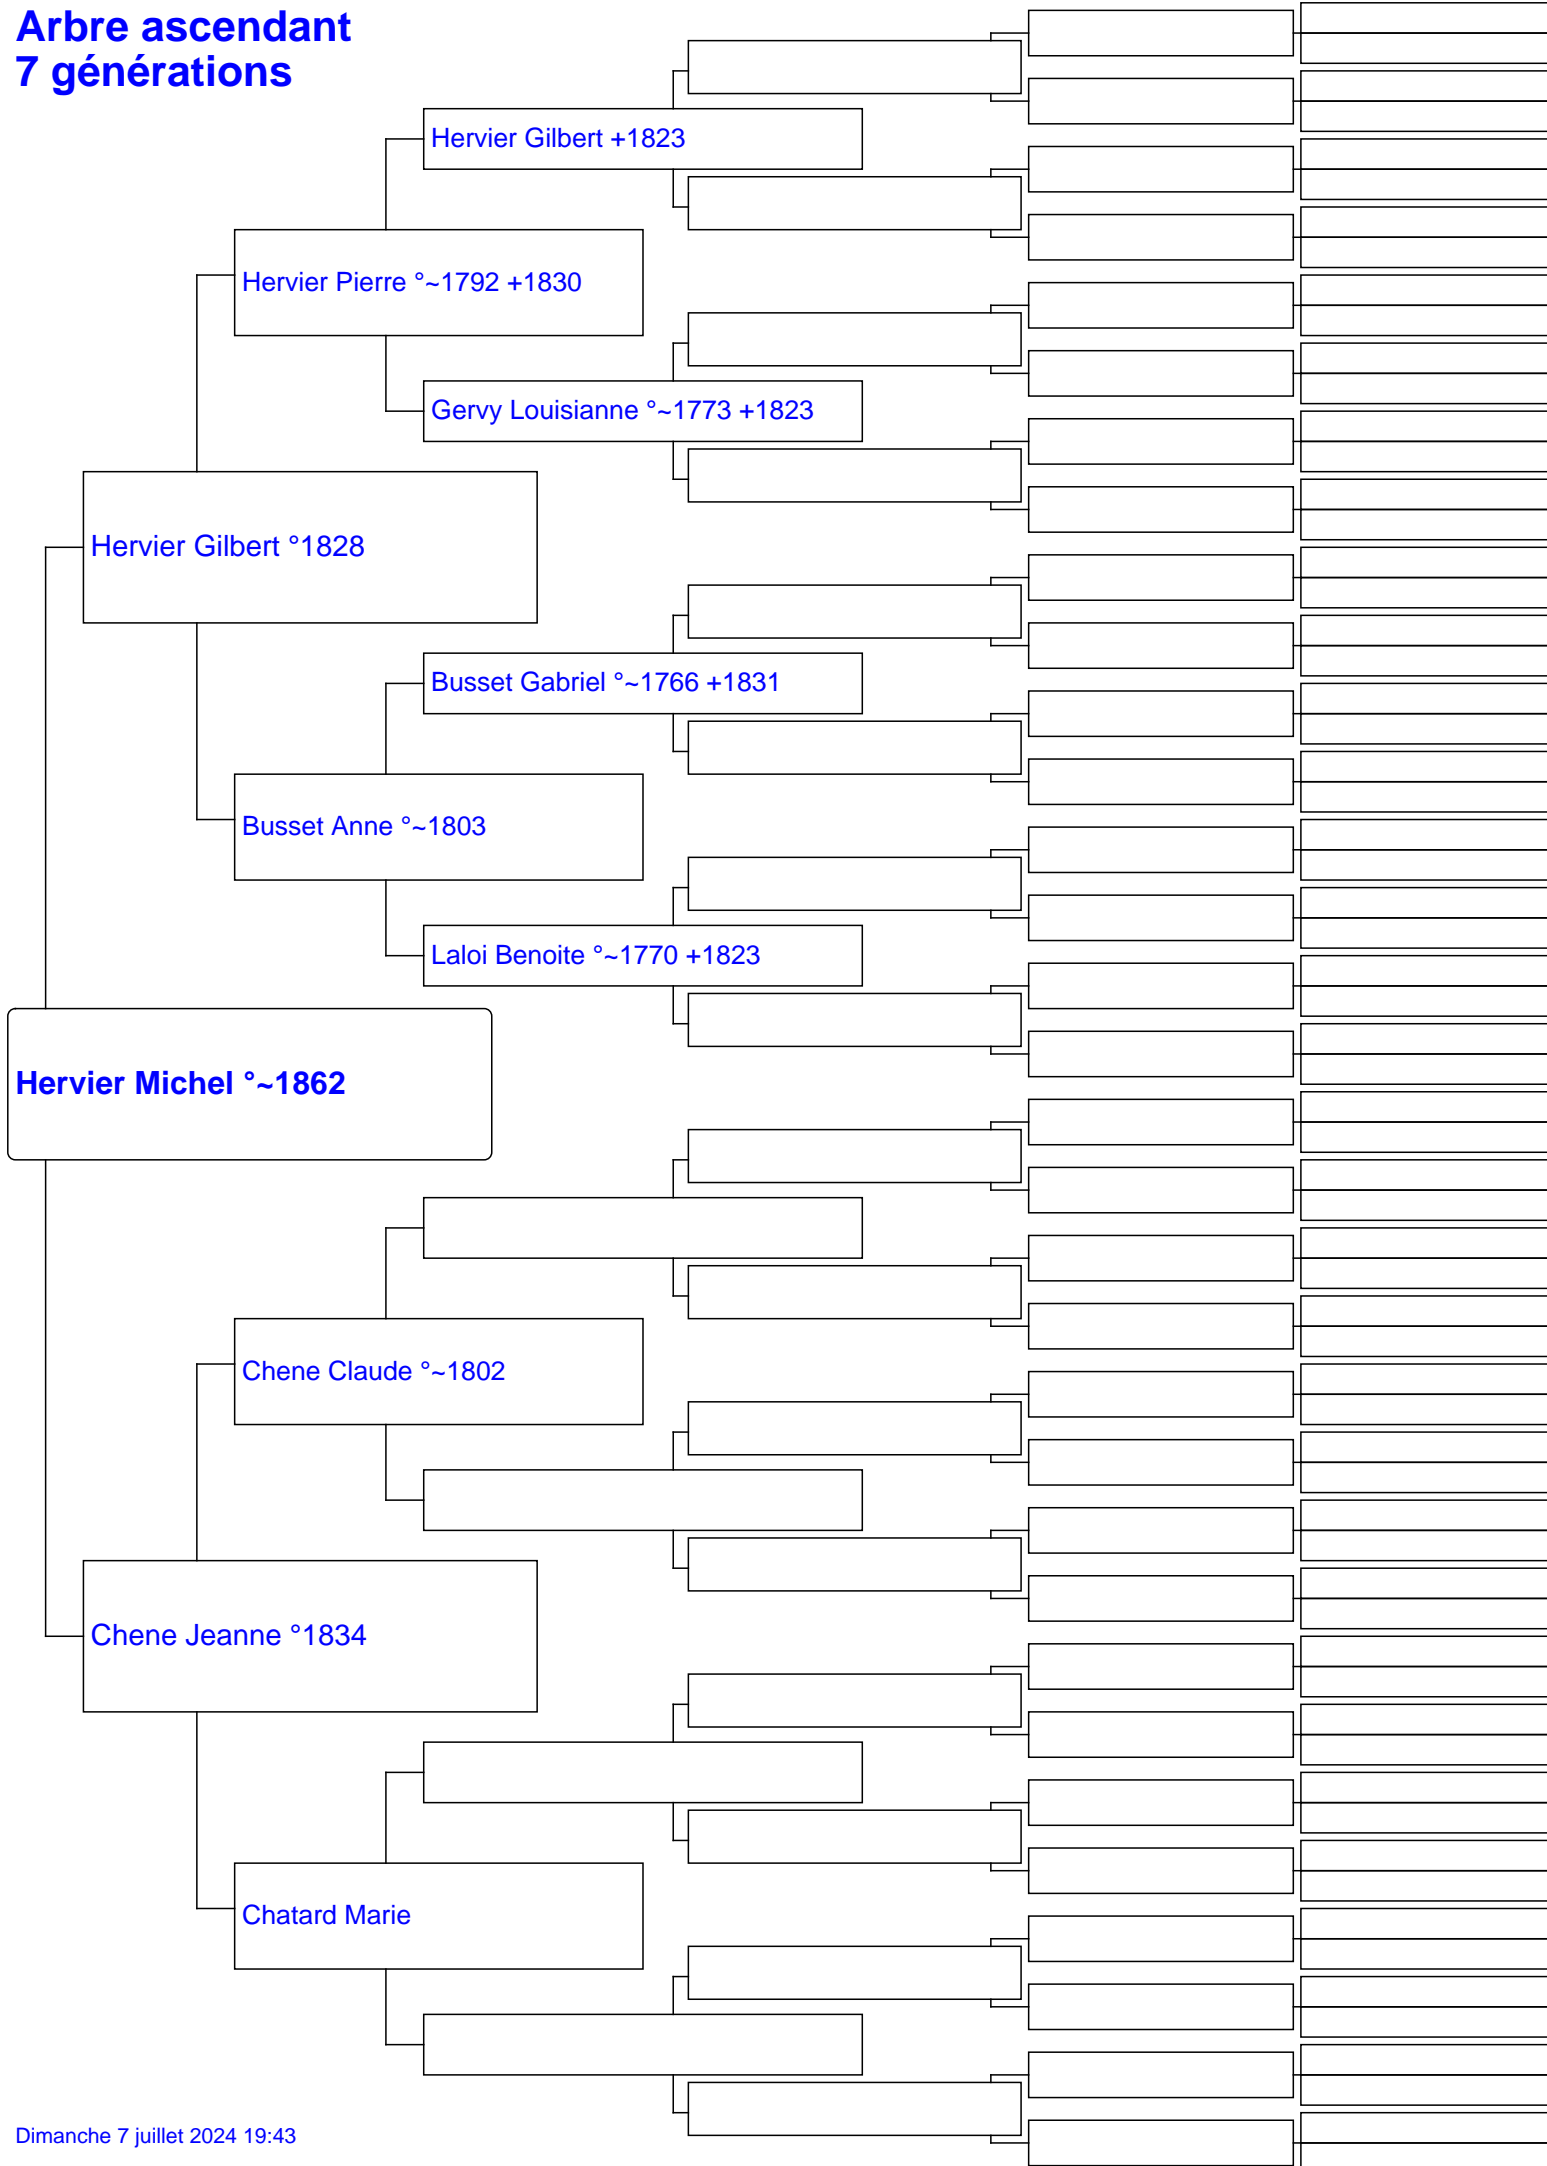 Arbre ascendant
7 générations
Hervier Gilbert +1823
Hervier Pierre °~1792 +1830
Gervy Louisianne °~1773 +1823
Hervier Gilbert °1828
Busset Gabriel °~1766 +1831
Busset Anne °~1803
Laloi Benoite °~1770 +1823
Hervier Michel °~1862
Chene Claude °~1802
Chene Jeanne °1834
Chatard Marie
Dimanche 7 juillet 2024 19:43